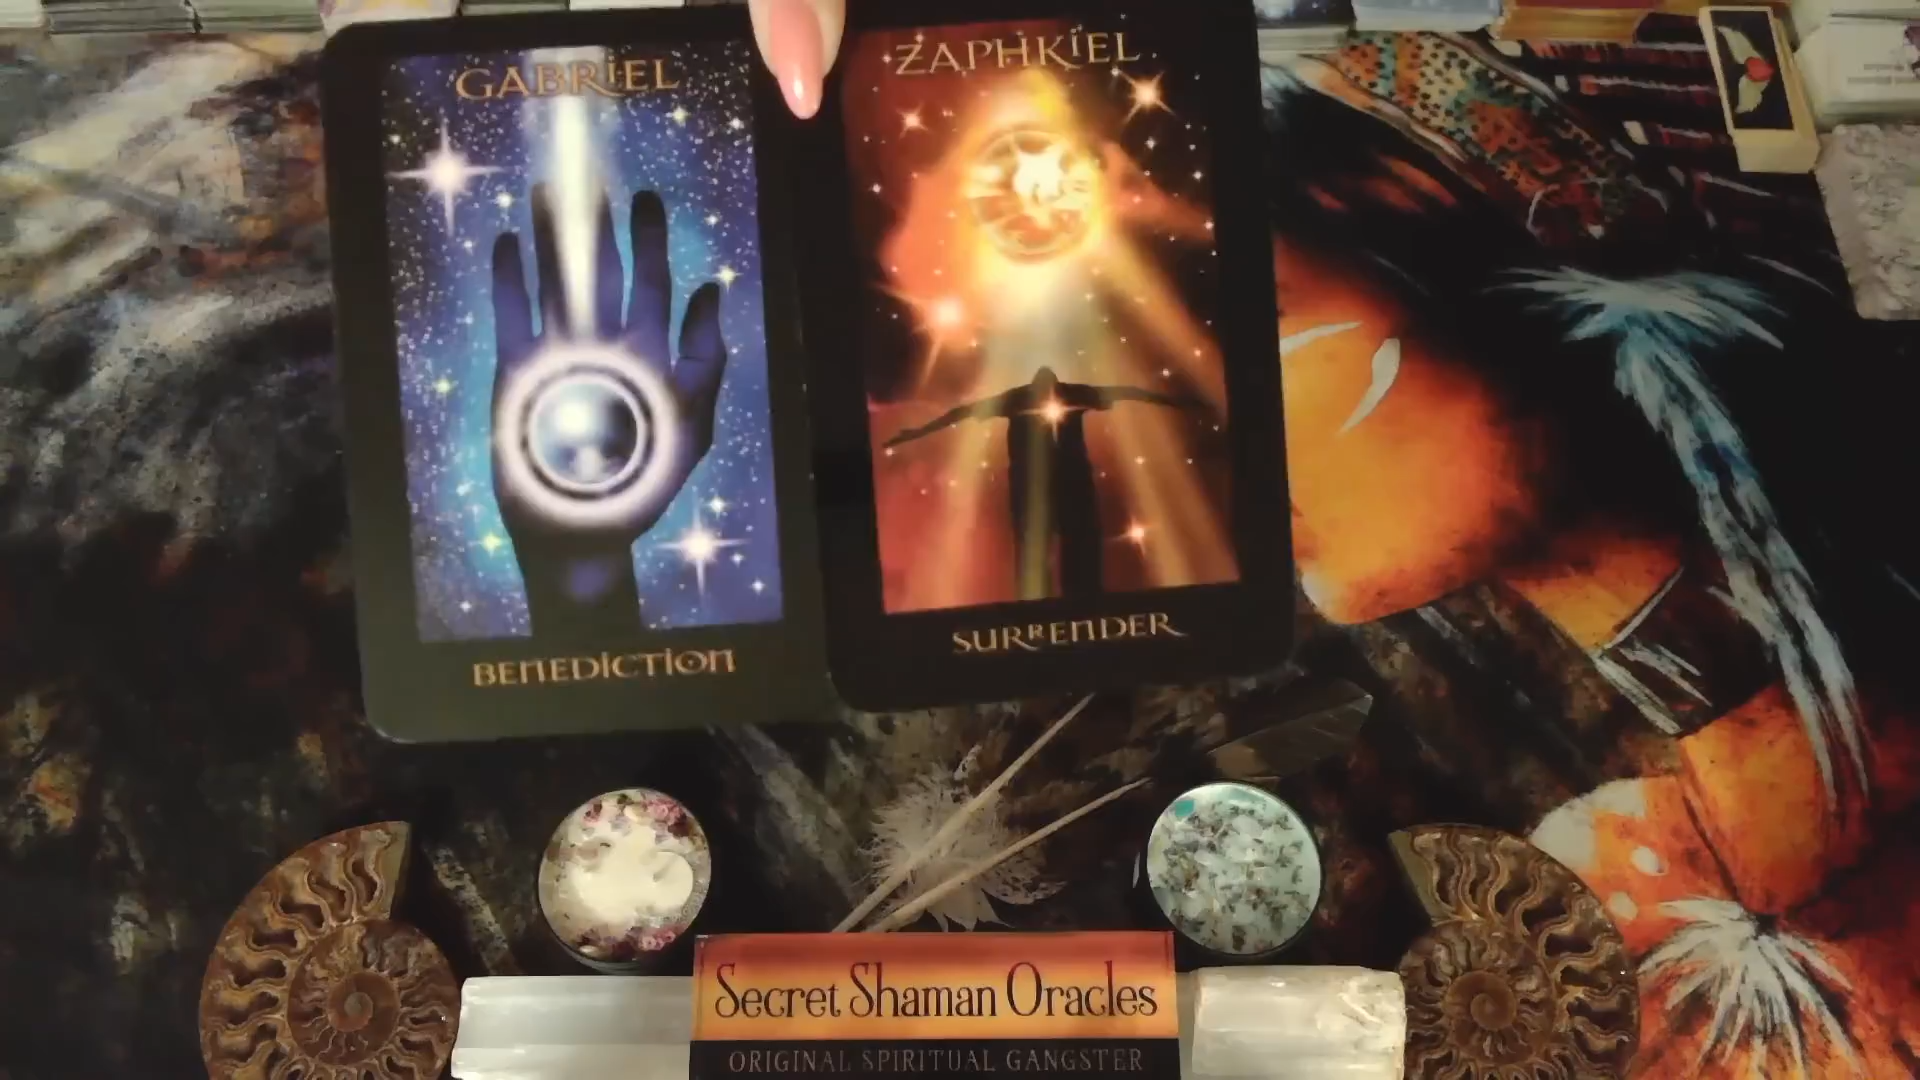 GABRIEL
BENEDICTION
ZAPHKIEL
SURRENDER
Secret Shaman Oracles
ORIGINAL SPIRITUAL GANGSTER